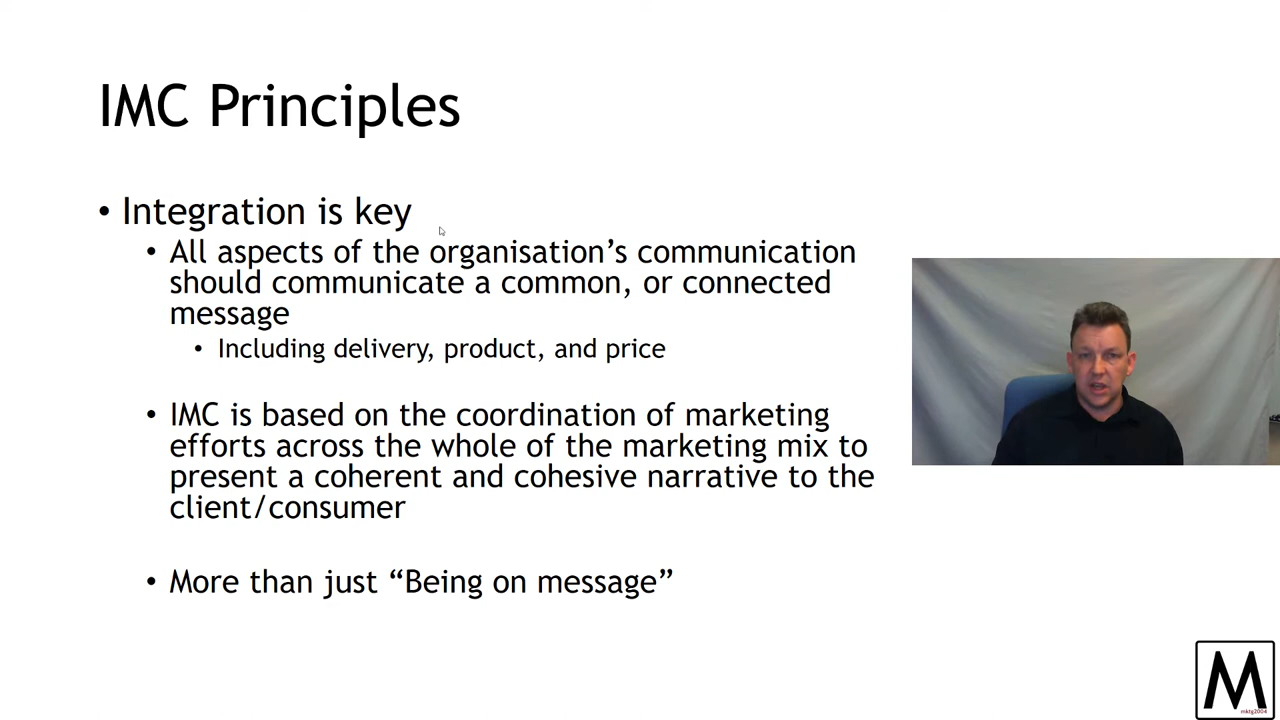 IMC Principles
• Integration is key
• All aspects of the organisation's communication
should communicate a common, or connected
message
• Including delivery, product, and price
• IMC is based on the coordination of marketing
efforts across the whole of the marketing mix to
present a coherent and cohesive narrative to the
client/consumer
• More than just “Being on message”
M
mktg2004